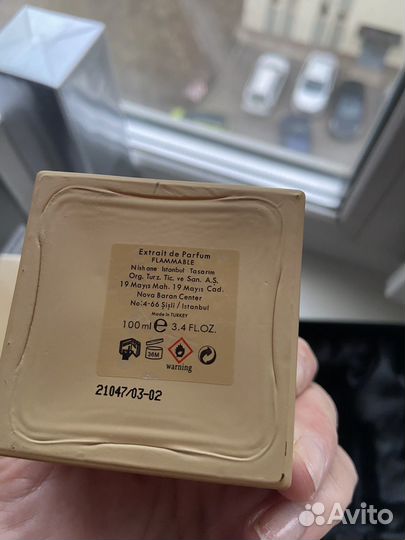 Extrait de Parfum
FLAMMABLE
Nishane Istanbul Tasarım
Org. Turz. Tic. ve San. A.Ş.
19 Mayıs Mah. 19 Mayıs Cad.
Nova Baran Center
No:4-66 Şişli / Istanbul
Made in TURKEY
100 ml e 3.4 FL.OZ.
36M
warning
21047/03-02
Avito